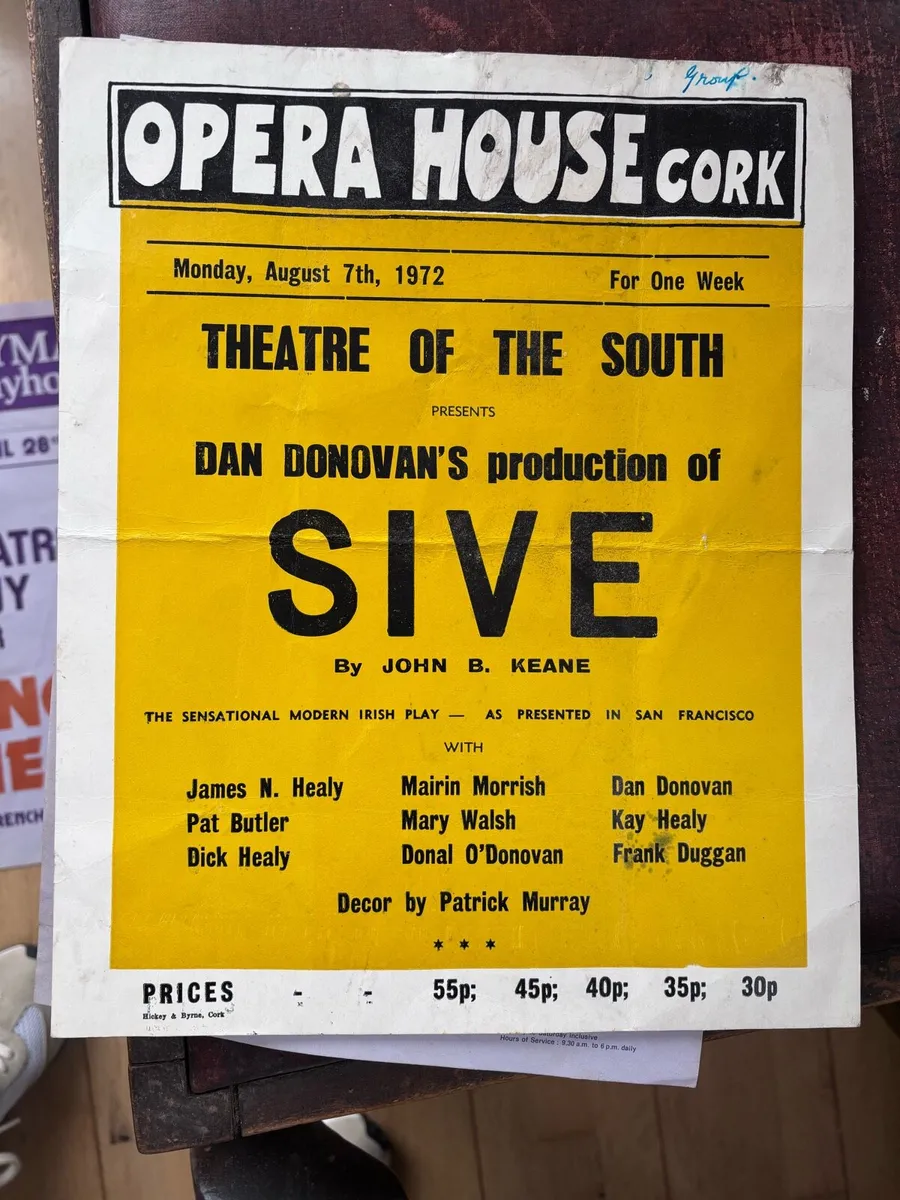 Group.
OPERA HOUSE CORK
Monday, August 7th, 1972 For One Week
THEATRE OF THE SOUTH
PRESENTS
DAN DONOVAN'S production of
SIVE
By JOHN B. KEANE
THE SENSATIONAL MODERN IRISH PLAY — AS PRESENTED IN SAN FRANCISCO
WITH
James N. Healy Mairin Morrish Dan Donovan
Pat Butler Mary Walsh Kay Healy
Dick Healy Donal O'Donovan Frank Duggan
Decor by Patrick Murray
* * *
PRICES - - 55p; 45p; 40p; 35p; 30p
Hickey & Byrne, Cork
Hours of Service : 9.30 a.m. to 6 p.m. daily